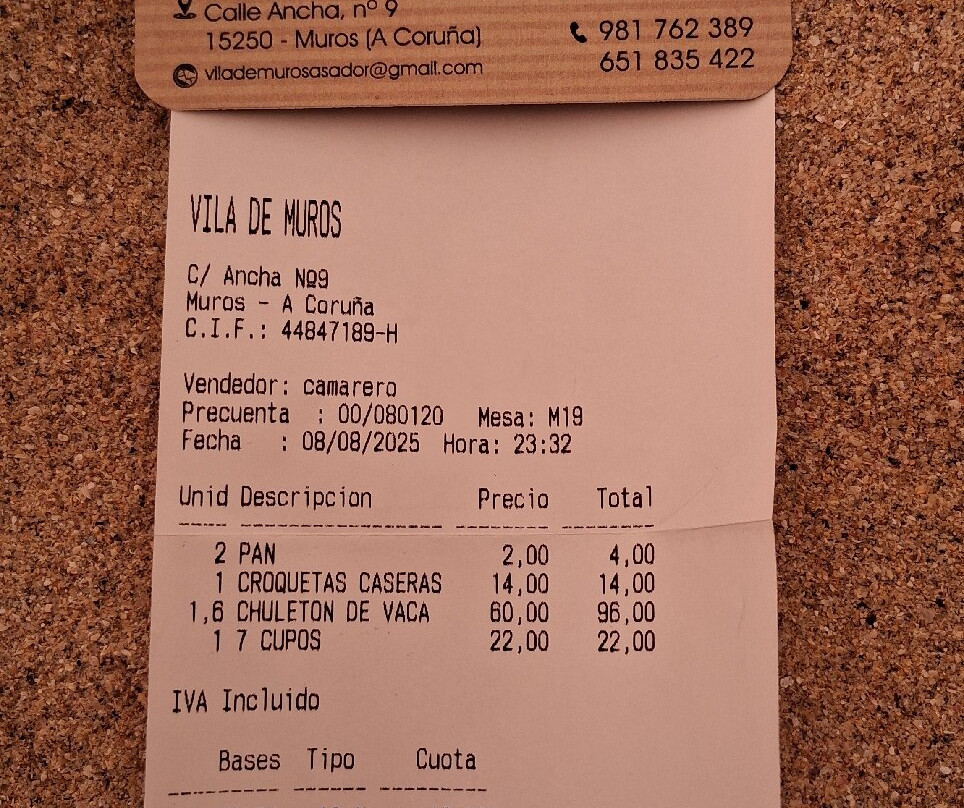 Calle Ancha, nº 9
15250 - Muros (A Coruña)
vilademurosasador@gmail.com
981 762 389
651 835 422
VILA DE MUROS
C/ Ancha Nº9
Muros - A Coruña
C.I.F.: 44847189-H
Vendedor: camarero
Precuenta : 00/080120 Mesa: M19
Fecha : 08/08/2025 Hora: 23:32
Unid Descripcion Precio Total
2 PAN 2,00 4,00
1 CROQUETAS CASERAS 14,00 14,00
1,6 CHULETON DE VACA 60,00 96,00
1 7 CUPOS 22,00 22,00
IVA Incluido
Bases Tipo Cuota